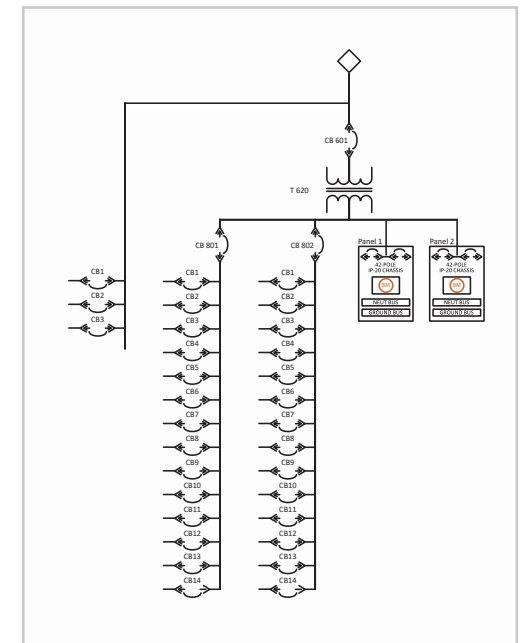 CB 601
T 620
CB 801
CB 802
Panel 1
42-POLE
IP-20 CHASSIS
BM
NEUT BUS
GROUND BUS
Panel 2
42-POLE
IP-20 CHASSIS
BM
NEUT BUS
GROUND BUS
CB1
CB2
CB3
CB1
CB2
CB3
CB4
CB5
CB6
CB7
CB8
CB9
CB10
CB11
CB12
CB13
CB14
CB1
CB2
CB3
CB4
CB5
CB6
CB7
CB8
CB9
CB10
CB11
CB12
CB13
CB14